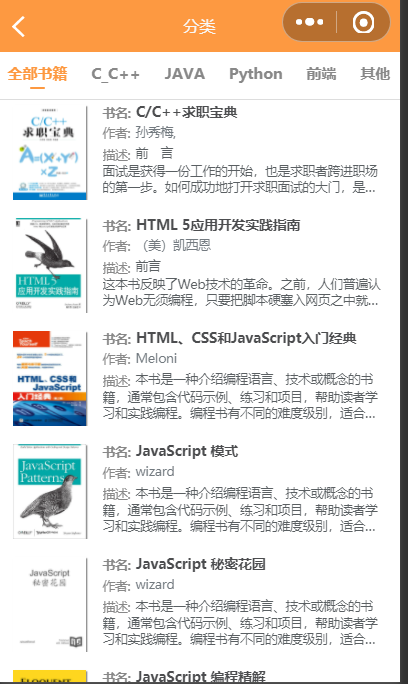 分类
全部书籍 C_C++ JAVA Python 前端 其他
C/C++
求职宝典
书名: C/C++求职宝典
作者: 孙秀梅,
描述: 前 言
面试是获得一份工作的开始，也是求职者跨进职场
的第一步。如何成功地打开求职面试的大门，是...
HTML 5
应用开发实践指南
书名: HTML 5应用开发实践指南
作者: （美）凯西恩
描述: 前言
这本书反映了Web技术的革命。之前，人们普遍认
为Web无须编程，只要把脚本硬塞入网页之中就...
HTML、CSS和
JavaScript
入门经典
书名: HTML、CSS和JavaScript入门经典
作者: Meloni
描述: 本书是一种介绍编程语言、技术或概念的书
籍，通常包含代码示例、练习和项目，帮助读者学
习和实践编程。编程书有不同的难度级别，适合...
JavaScript
Patterns
书名: JavaScript 模式
作者: wizard
描述: 本书是一种介绍编程语言、技术或概念的书
籍，通常包含代码示例、练习和项目，帮助读者学
习和实践编程。编程书有不同的难度级别，适合...
JavaScript
秘密花园
书名: JavaScript 秘密花园
作者: wizard
描述: 本书是一种介绍编程语言、技术或概念的书
籍，通常包含代码示例、练习和项目，帮助读者学
习和实践编程。编程书有不同的难度级别，适合...
ELOQUENT
书名: JavaScript 编程精解